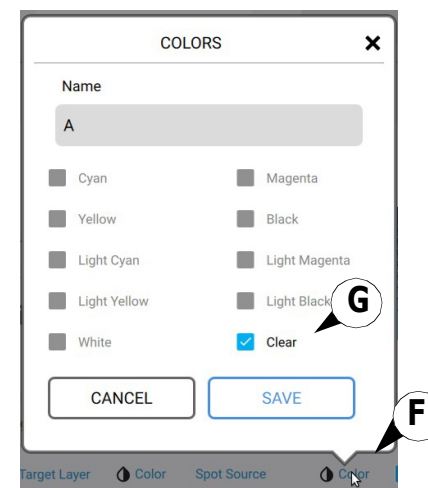 COLORS
Name
A
Cyan Magenta
Yellow Black
Light Cyan Light Magenta
Light Yellow Light Black
G
White Clear
CANCEL SAVE
F
Target Layer Color Spot Source Color